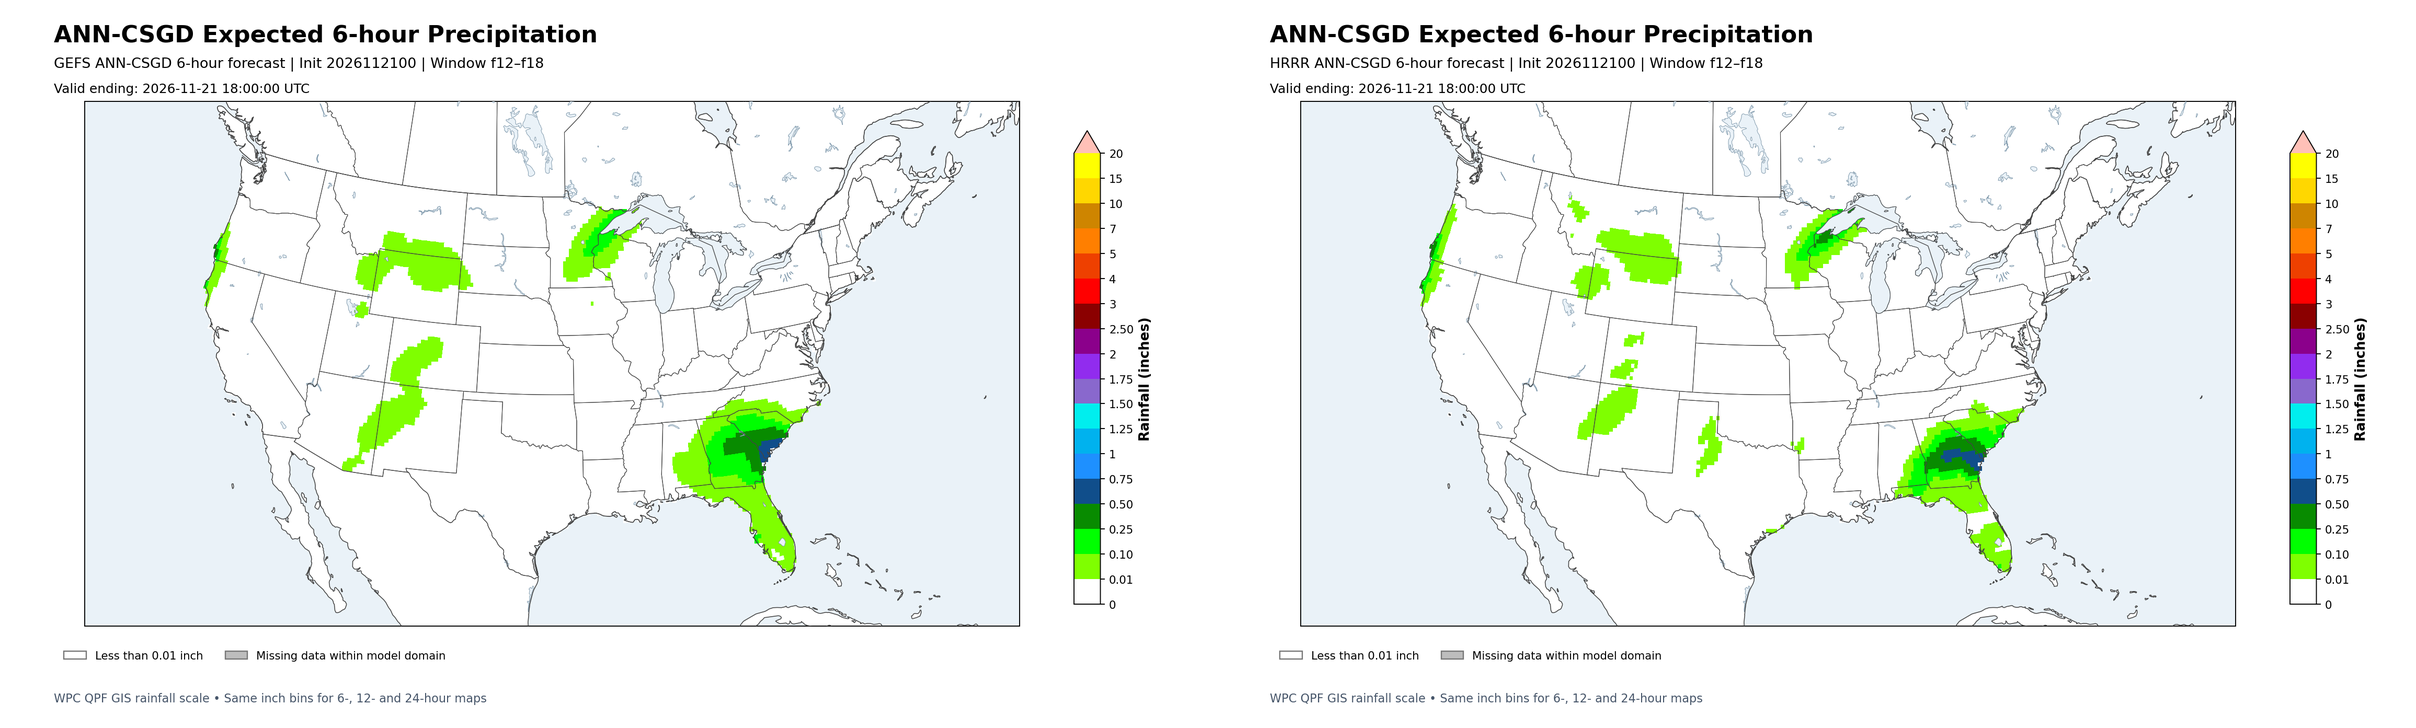 ANN-CSGD Expected 6-hour Precipitation
GEFS ANN-CSGD 6-hour forecast | Init 2026112100 | Window f12–f18
Valid ending: 2026-11-21 18:00:00 UTC
20
15
10
7
5
4
3
2.50
2
1.75
1.50
1.25
1
0.75
0.50
0.25
0.10
0.01
0
Rainfall (inches)
Less than 0.01 inch
Missing data within model domain
WPC QPF GIS rainfall scale • Same inch bins for 6-, 12- and 24-hour maps
ANN-CSGD Expected 6-hour Precipitation
HRRR ANN-CSGD 6-hour forecast | Init 2026112100 | Window f12–f18
Valid ending: 2026-11-21 18:00:00 UTC
20
15
10
7
5
4
3
2.50
2
1.75
1.50
1.25
1
0.75
0.50
0.25
0.10
0.01
0
Rainfall (inches)
Less than 0.01 inch
Missing data within model domain
WPC QPF GIS rainfall scale • Same inch bins for 6-, 12- and 24-hour maps